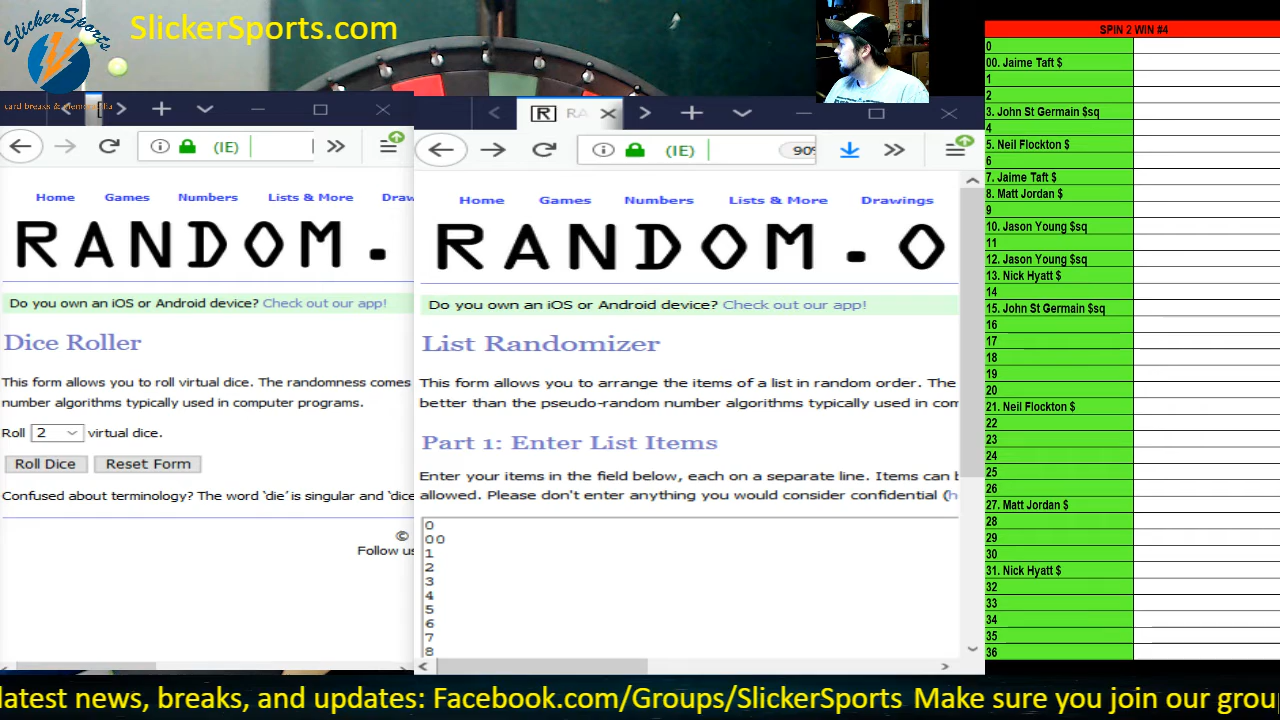 SlickerSports
card breaks & memorabilia
SlickerSports.com
(IE)
Home Games Numbers Lists & More Draw
RANDOM.
Do you own an iOS or Android device? Check out our app!
Dice Roller
This form allows you to roll virtual dice. The randomness comes
number algorithms typically used in computer programs.
Roll 2 virtual dice.
Roll Dice Reset Form
Confused about terminology? The word 'die' is singular and 'dice
©
Follow us
R RA
(IE) 90%
Home Games Numbers Lists & More Drawings
RANDOM.O
Do you own an iOS or Android device? Check out our app!
List Randomizer
This form allows you to arrange the items of a list in random order. The
better than the pseudo-random number algorithms typically used in com
Part 1: Enter List Items
Enter your items in the field below, each on a separate line. Items can b
allowed. Please don't enter anything you would consider confidential (h
0
00
1
2
3
4
5
6
7
8
SPIN 2 WIN #4
0
00. Jaime Taft $
1
2
3. John St Germain $sq
4
5. Neil Flockton $
6
7. Jaime Taft $
8. Matt Jordan $
9
10. Jason Young $sq
11
12. Jason Young $sq
13. Nick Hyatt $
14
15. John St Germain $sq
16
17
18
19
20
21. Neil Flockton $
22
23
24
25
26
27. Matt Jordan $
28
29
30
31. Nick Hyatt $
32
33
34
35
36
latest news, breaks, and updates: Facebook.com/Groups/SlickerSports Make sure you join our grou